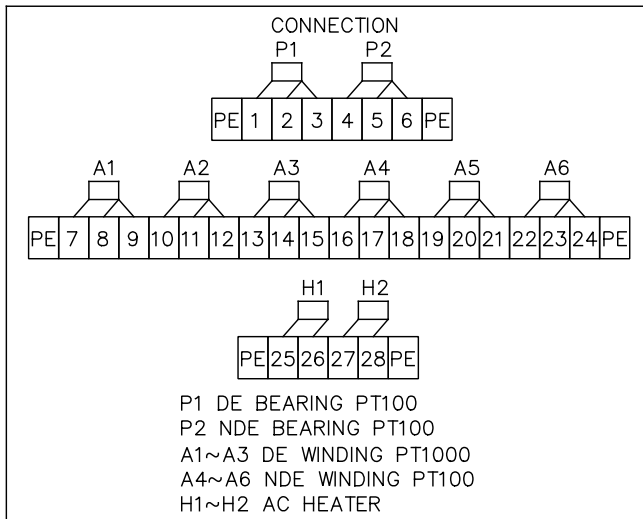 CONNECTION
P1 P2
PE 1 2 3 4 5 6 PE
A1 A2 A3 A4 A5 A6
PE 7 8 9 10 11 12 13 14 15 16 17 18 19 20 21 22 23 24 PE
H1 H2
PE 25 26 27 28 PE
P1 DE BEARING PT100
P2 NDE BEARING PT100
A1~A3 DE WINDING PT1000
A4~A6 NDE WINDING PT100
H1~H2 AC HEATER